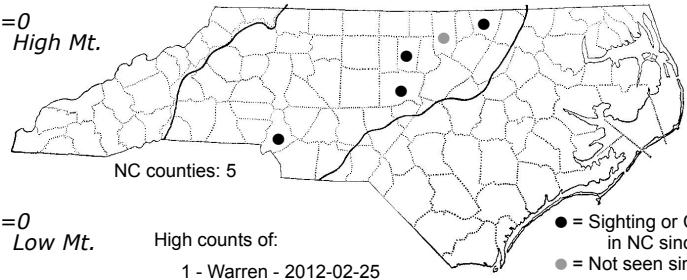 =0
High Mt.
NC counties: 5
=0
Low Mt.
High counts of:
1 - Warren - 2012-02-25
● = Sighting or
in NC sinc
● = Not seen sin